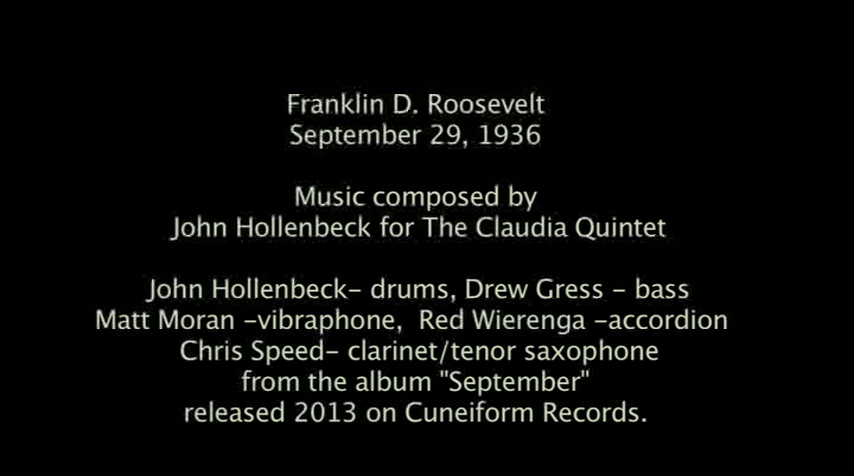 Franklin D. Roosevelt
September 29, 1936
Music composed by
John Hollenbeck for The Claudia Quintet
John Hollenbeck- drums, Drew Gress - bass
Matt Moran -vibraphone,  Red Wierenga -accordion
Chris Speed- clarinet/tenor saxophone
from the album "September"
released 2013 on Cuneiform Records.